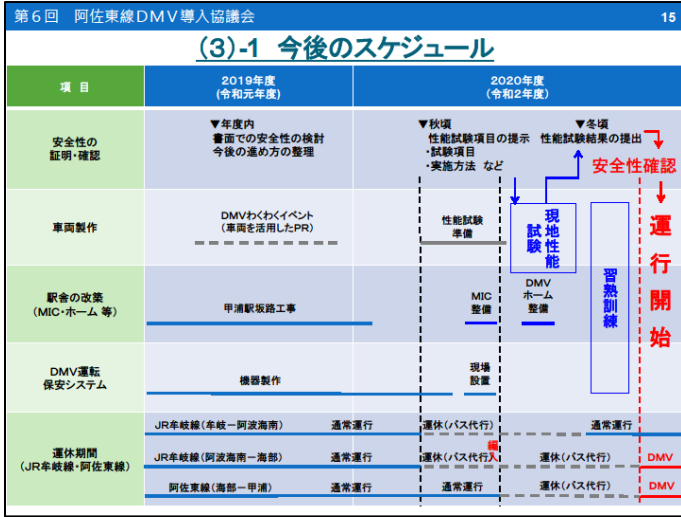 第6回　阿佐東線DMV導入協議会
15
(3)-1 今後のスケジュール
項 目
2019年度
(令和元年度)
2020年度
(令和2年度)
安全性の
証明・確認
▼年度内
書面での安全性の検討
今後の進め方の整理
▼秋頃
性能試験項目の提示
・試験項目
・実施方法 など
▼冬頃
性能試験結果の提出
安全性確認
車両製作
DMVわくわくイベント
(車両を活用したPR)
性能試験
準備
現地性能
試験
習熟訓練
運行開始
駅舎の改築
(MIC・ホーム 等)
甲浦駅坂路工事
MIC
整備
DMV
ホーム
整備
DMV運転
保安システム
機器製作
現場
設置
運休期間
(JR牟岐線・阿佐東線)
JR牟岐線(牟岐－阿波海南)　通常運行　運休(バス代行)　通常運行
JR牟岐線(阿波海南－海部)　通常運行　運休(バス代行)　編入　運休(バス代行)　DMV
阿佐東線(海部－甲浦)　通常運行　通常運行　運休(バス代行)　DMV